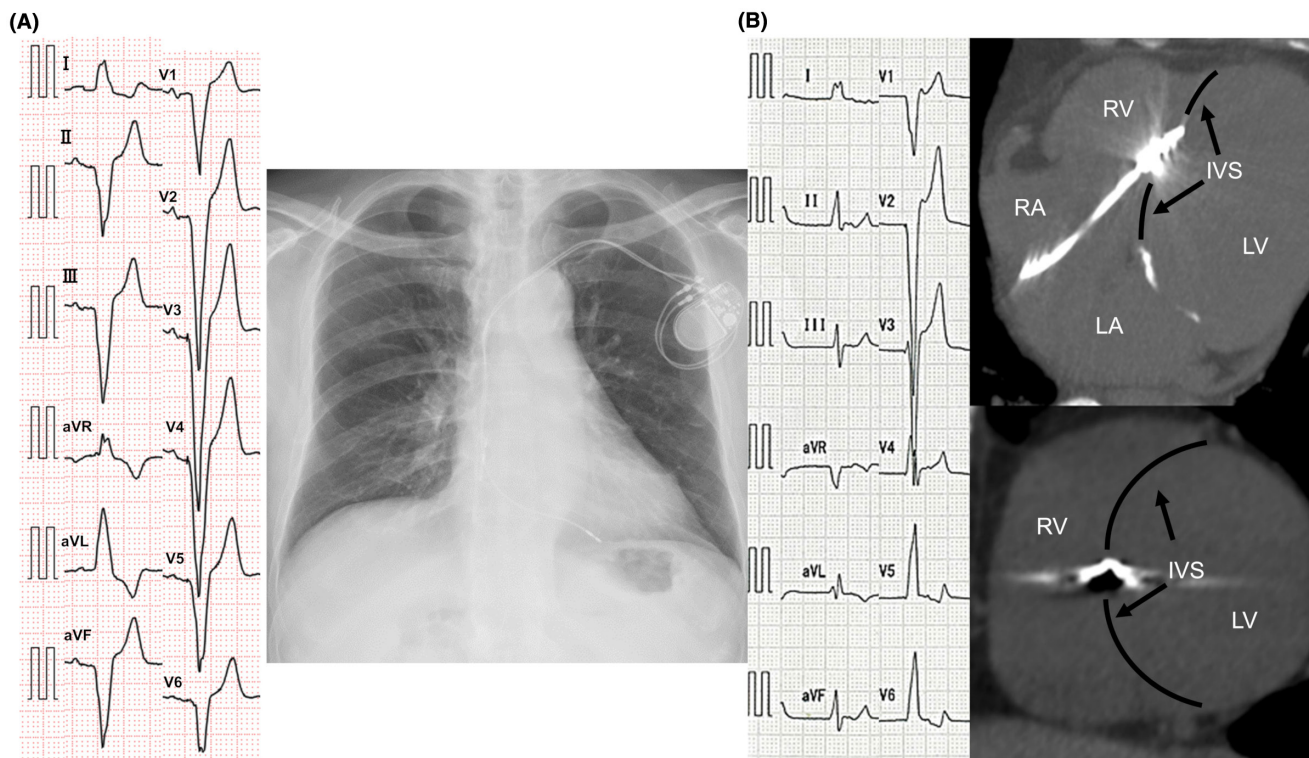 (A)
I
II
III
aVR
aVL
aVF
V1
V2
V3
V4
V5
V6
(B)
I
II
III
aVR
aVL
aVF
V1
V2
V3
V4
V5
V6
RV
IVS
RA
LV
LA
RV
IVS
LV